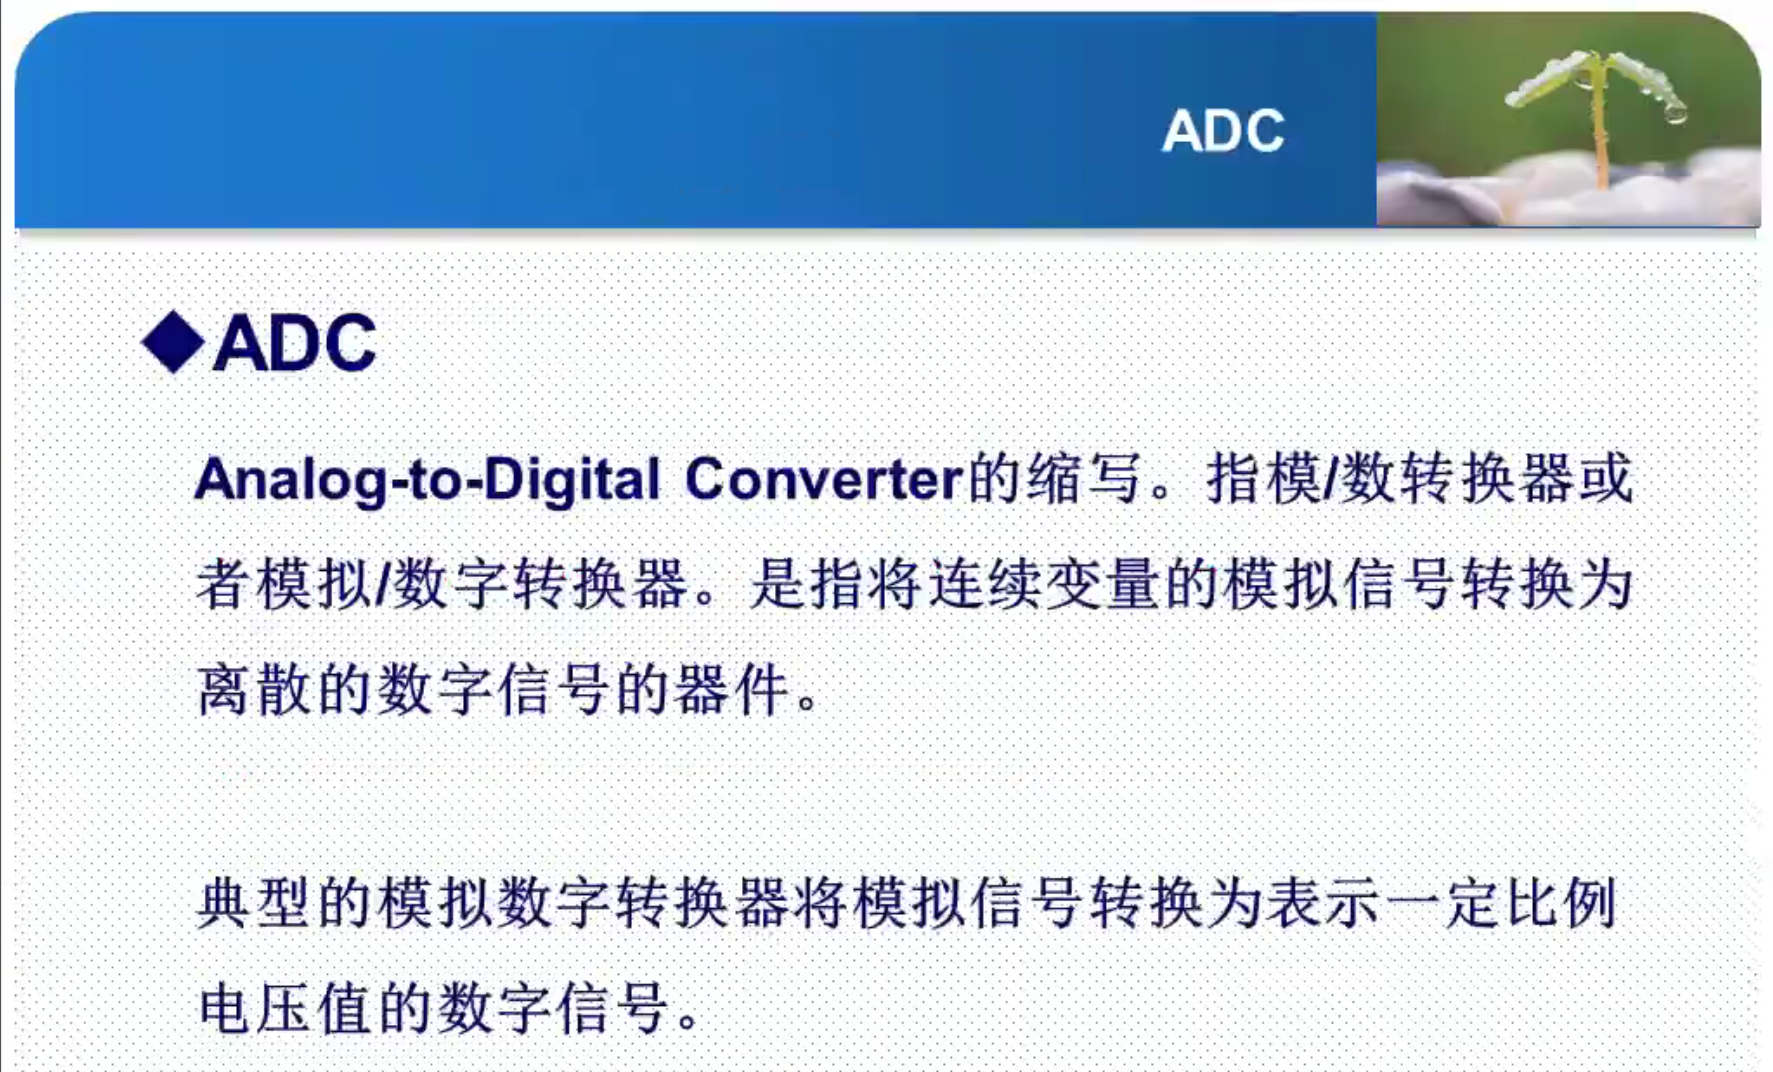 ADC
◆ADC
Analog-to-Digital Converter的缩写。指模/数转换器或
者模拟/数字转换器。是指将连续变量的模拟信号转换为
离散的数字信号的器件。
典型的模拟数字转换器将模拟信号转换为表示一定比例
电压值的数字信号。